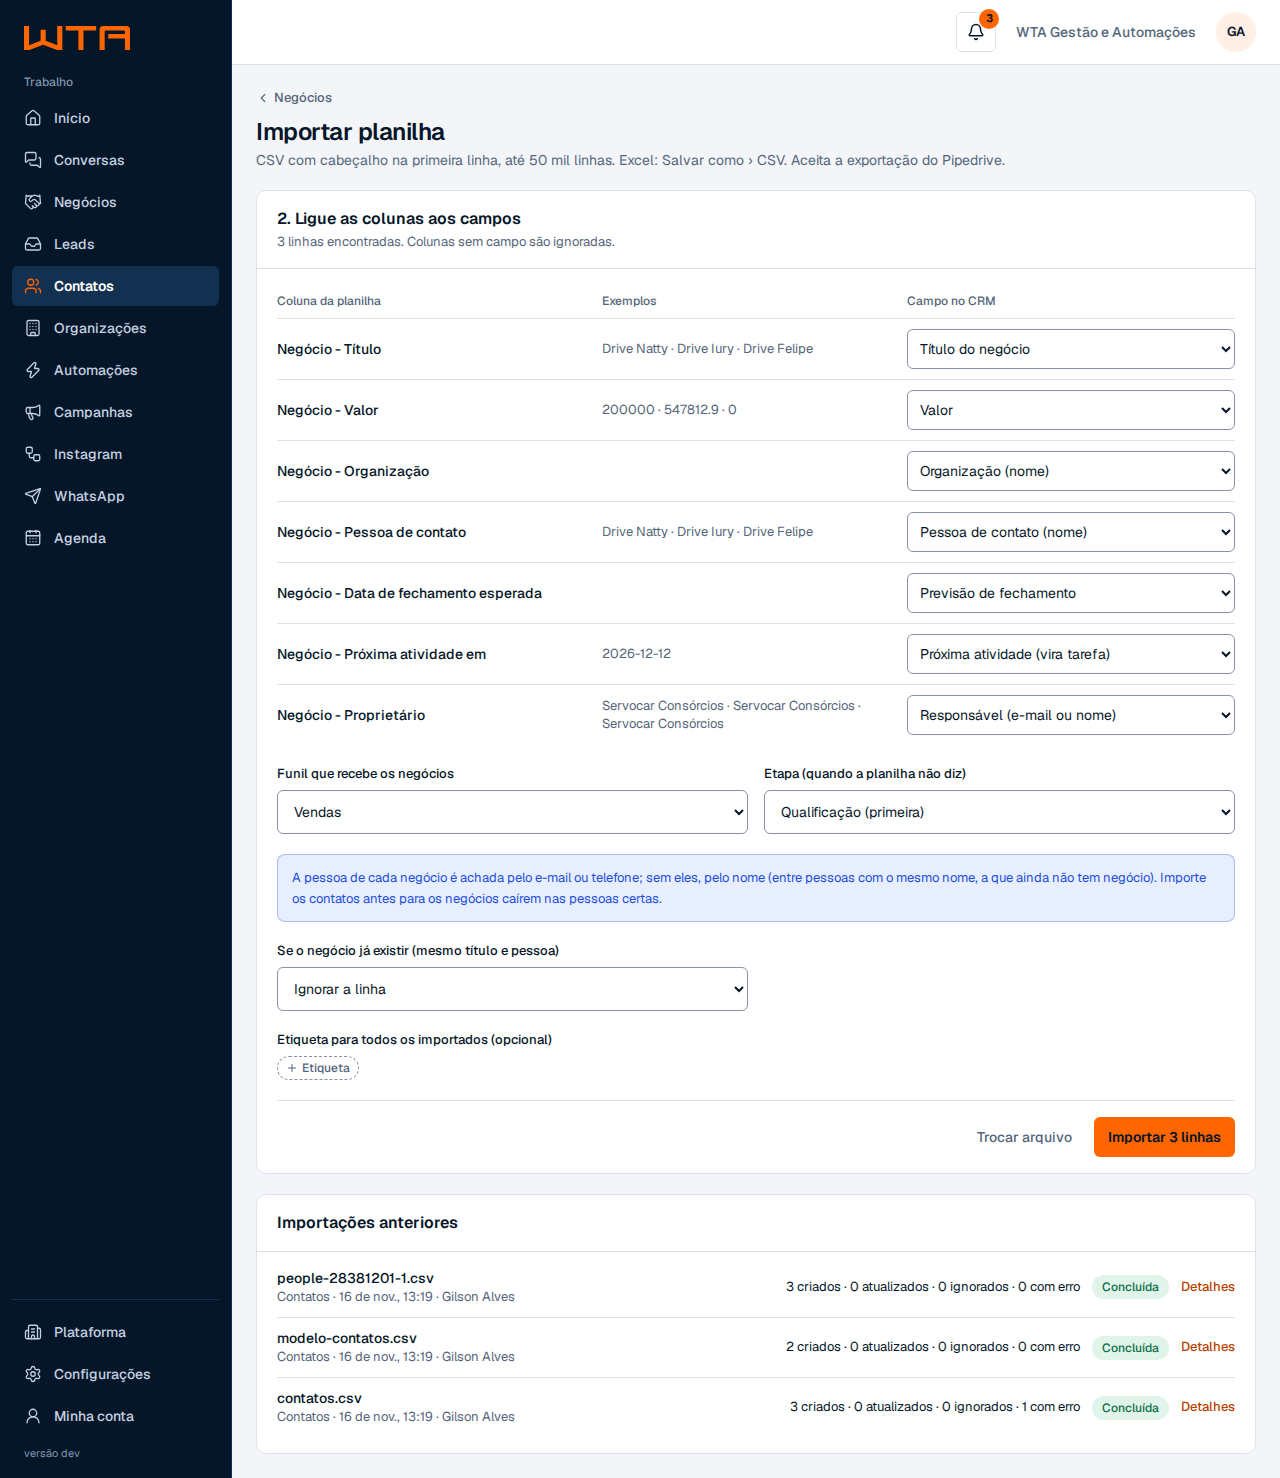 WTA
3
WTA Gestão e Automações
GA
Trabalho
Início
Conversas
Negócios
Leads
Contatos
Organizações
Automações
Campanhas
Instagram
WhatsApp
Agenda
Plataforma
Configurações
Minha conta
versão dev
Negócios
Importar planilha
CSV com cabeçalho na primeira linha, até 50 mil linhas. Excel: Salvar como › CSV. Aceita a exportação do Pipedrive.
2. Ligue as colunas aos campos
3 linhas encontradas. Colunas sem campo são ignoradas.
Coluna da planilha Exemplos Campo no CRM
Negócio - Título Drive Natty · Drive Iury · Drive Felipe Título do negócio
Negócio - Valor 200000 · 547812.9 · 0 Valor
Negócio - Organização Organização (nome)
Negócio - Pessoa de contato Drive Natty · Drive Iury · Drive Felipe Pessoa de contato (nome)
Negócio - Data de fechamento esperada Previsão de fechamento
Negócio - Próxima atividade em 2026-12-12 Próxima atividade (vira tarefa)
Negócio - Proprietário Servocar Consórcios · Servocar Consórcios · Responsável (e-mail ou nome)
Servocar Consórcios
Funil que recebe os negócios Etapa (quando a planilha não diz)
Vendas Qualificação (primeira)
A pessoa de cada negócio é achada pelo e-mail ou telefone; sem eles, pelo nome (entre pessoas com o mesmo nome, a que ainda não tem negócio). Importe
os contatos antes para os negócios caírem nas pessoas certas.
Se o negócio já existir (mesmo título e pessoa)
Ignorar a linha
Etiqueta para todos os importados (opcional)
+ Etiqueta
Trocar arquivo Importar 3 linhas
Importações anteriores
people-28381201-1.csv
Contatos · 16 de nov., 13:19 · Gilson Alves
3 criados · 0 atualizados · 0 ignorados · 0 com erro Concluída Detalhes
modelo-contatos.csv
Contatos · 16 de nov., 13:19 · Gilson Alves
2 criados · 0 atualizados · 0 ignorados · 0 com erro Concluída Detalhes
contatos.csv
Contatos · 16 de nov., 13:19 · Gilson Alves
3 criados · 0 atualizados · 0 ignorados · 1 com erro Concluída Detalhes